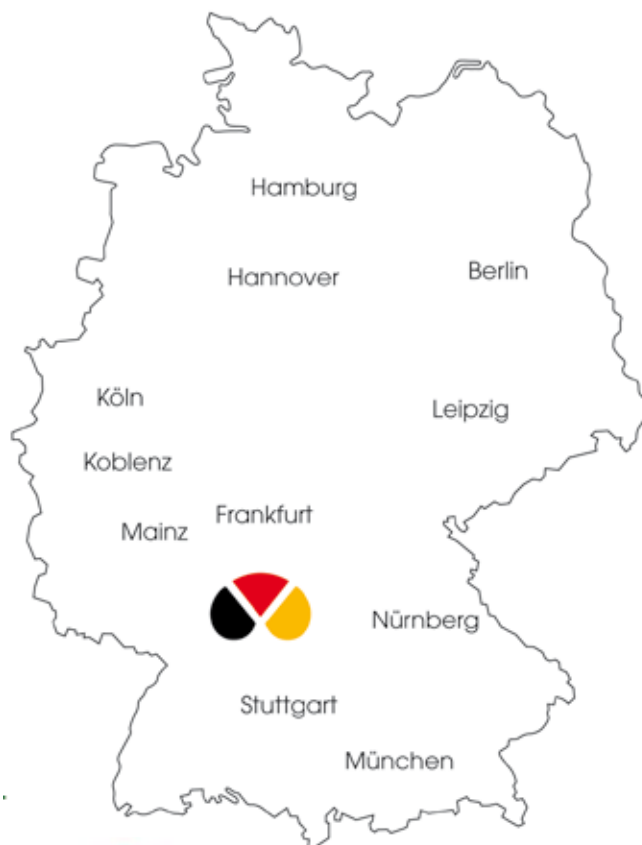 Hamburg
Hannover
Berlin
Köln
Leipzig
Koblenz
Frankfurt
Mainz
Nürnberg
Stuttgart
München